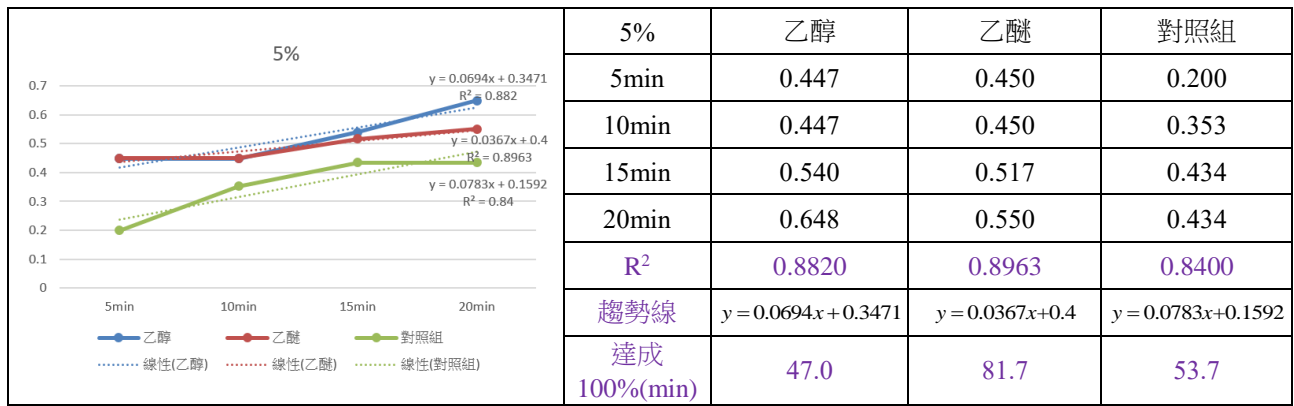 5%
y = 0.0694x + 0.3471
R² = 0.882
y = 0.0367x + 0.4
R² = 0.8963
y = 0.0783x + 0.1592
R² = 0.84
0.7
0.6
0.5
0.4
0.3
0.2
0.1
0
5min 10min 15min 20min
乙醇 乙醚 對照組
線性(乙醇) 線性(乙醚) 線性(對照組)
5% 乙醇 乙醚 對照組
5min 0.447 0.450 0.200
10min 0.447 0.450 0.353
15min 0.540 0.517 0.434
20min 0.648 0.550 0.434
R² 0.8820 0.8963 0.8400
趨勢線 y = 0.0694x + 0.3471 y = 0.0367x+0.4 y = 0.0783x+0.1592
達成
100%(min) 47.0 81.7 53.7